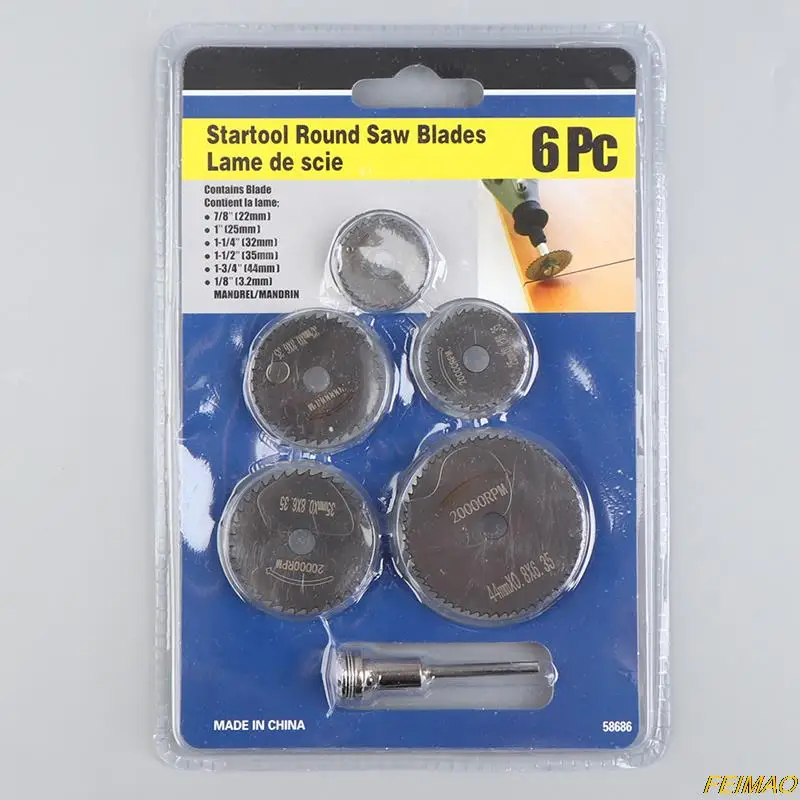 Startool Round Saw Blades
Lame de scie
6 Pc
Contains Blade
Contient la lame:
• 7/8" (22mm)
• 1" (25mm)
• 1-1/4" (32mm)
• 1-1/2" (35mm)
• 1-3/4" (44mm)
• 1/8" (3.2mm)
MANDREL/MANDRIN
20000RPM
20000RPM
35mmX0.8X6.35
20000RPM
20000RPM
44mmX0.8X6.35
MADE IN CHINA
58686
FEIMAO